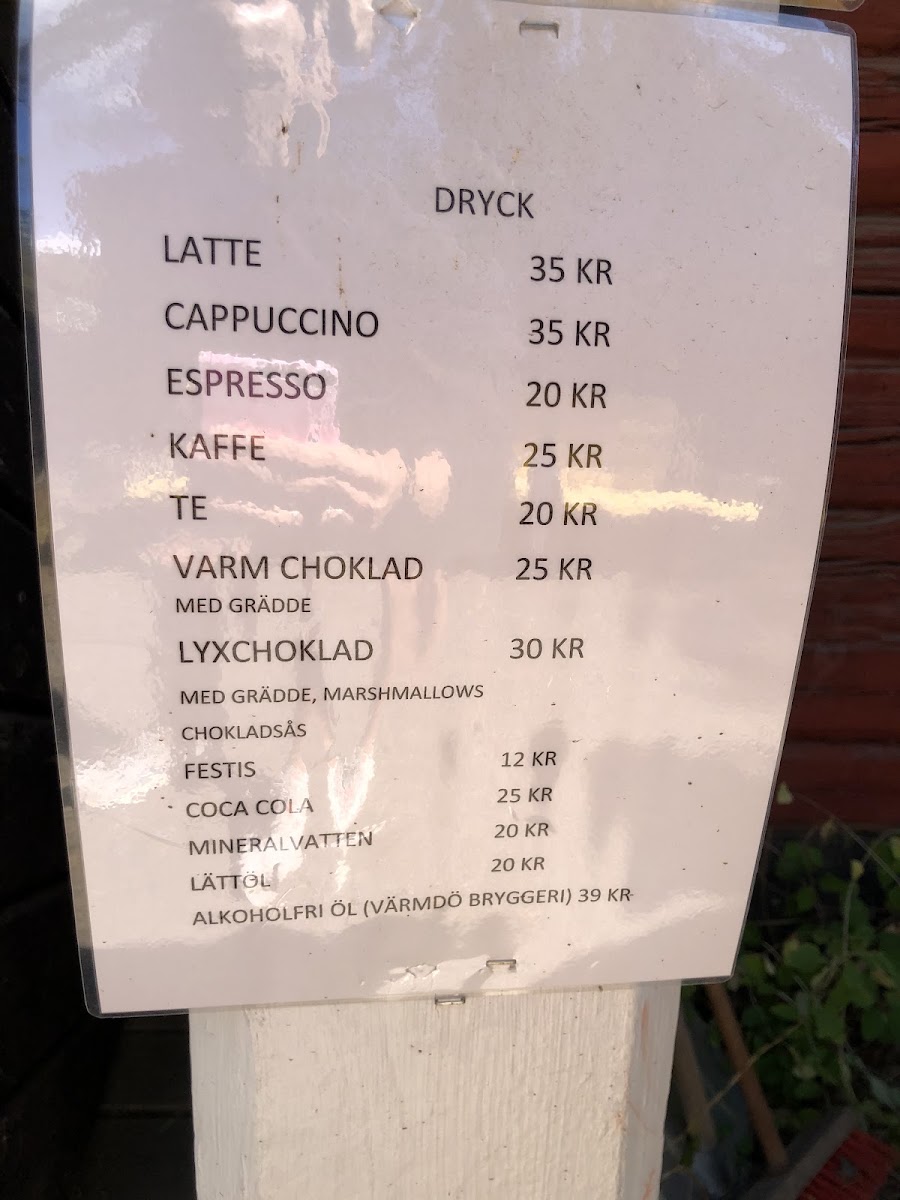 DRYCK
LATTE 35 KR
CAPPUCCINO 35 KR
ESPRESSO 20 KR
KAFFE 25 KR
TE 20 KR
VARM CHOKLAD 25 KR
MED GRÄDDE
LYXCHOKLAD 30 KR
MED GRÄDDE, MARSHMALLOWS
CHOKLADSÅS
FESTIS 12 KR
COCA COLA 25 KR
MINERALVATTEN 20 KR
LÄTTÖL 20 KR
ALKOHOLFRI ÖL (VÄRMDÖ BRYGGERI) 39 KR